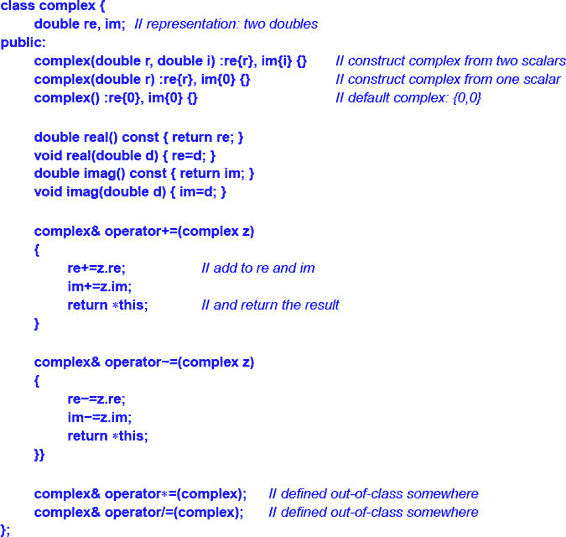 class complex {
double re, im; // representation: two doubles
public:
complex(double r, double i) :re{r}, im{i} {} // construct complex from two scalars
complex(double r) :re{r}, im{0} {} // construct complex from one scalar
complex() :re{0}, im{0} {} // default complex: {0,0}
double real() const { return re; }
void real(double d) { re=d; }
double imag() const { return im; }
void imag(double d) { im=d; }
complex& operator+=(complex z)
{
re+=z.re; // add to re and im
im+=z.im;
return ∗this; // and return the result
}
complex& operator−=(complex z)
{
re−=z.re;
im−=z.im;
return ∗this;
}}
complex& operator∗=(complex); // defined out-of-class somewhere
complex& operator/=(complex); // defined out-of-class somewhere
};